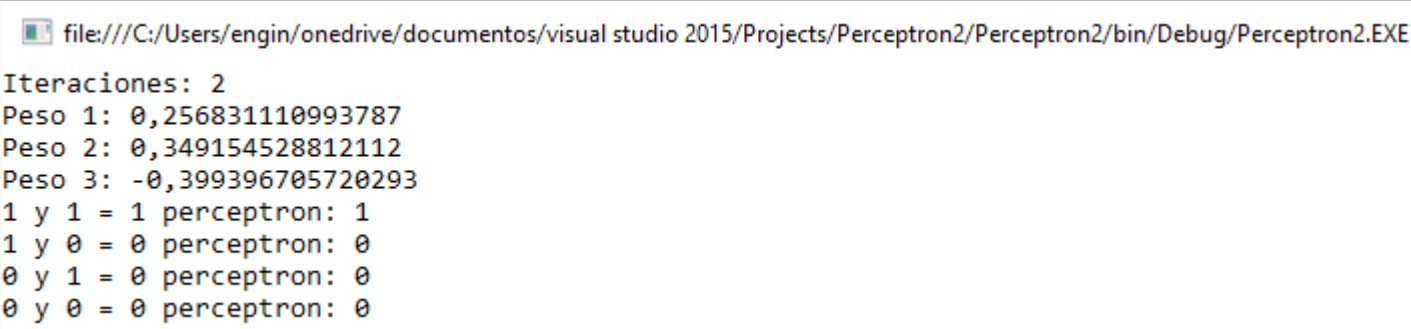 file:///C:/Users/engin/onedrive/documentos/visual studio 2015/Projects/Perceptron2/Perceptron2/bin/Debug/Perceptron2.EXE
Iteraciones: 2
Peso 1: 0,256831110993787
Peso 2: 0,349154528812112
Peso 3: -0,399396705720293
1 y 1 = 1 perceptron: 1
1 y 0 = 0 perceptron: 0
0 y 1 = 0 perceptron: 0
0 y 0 = 0 perceptron: 0